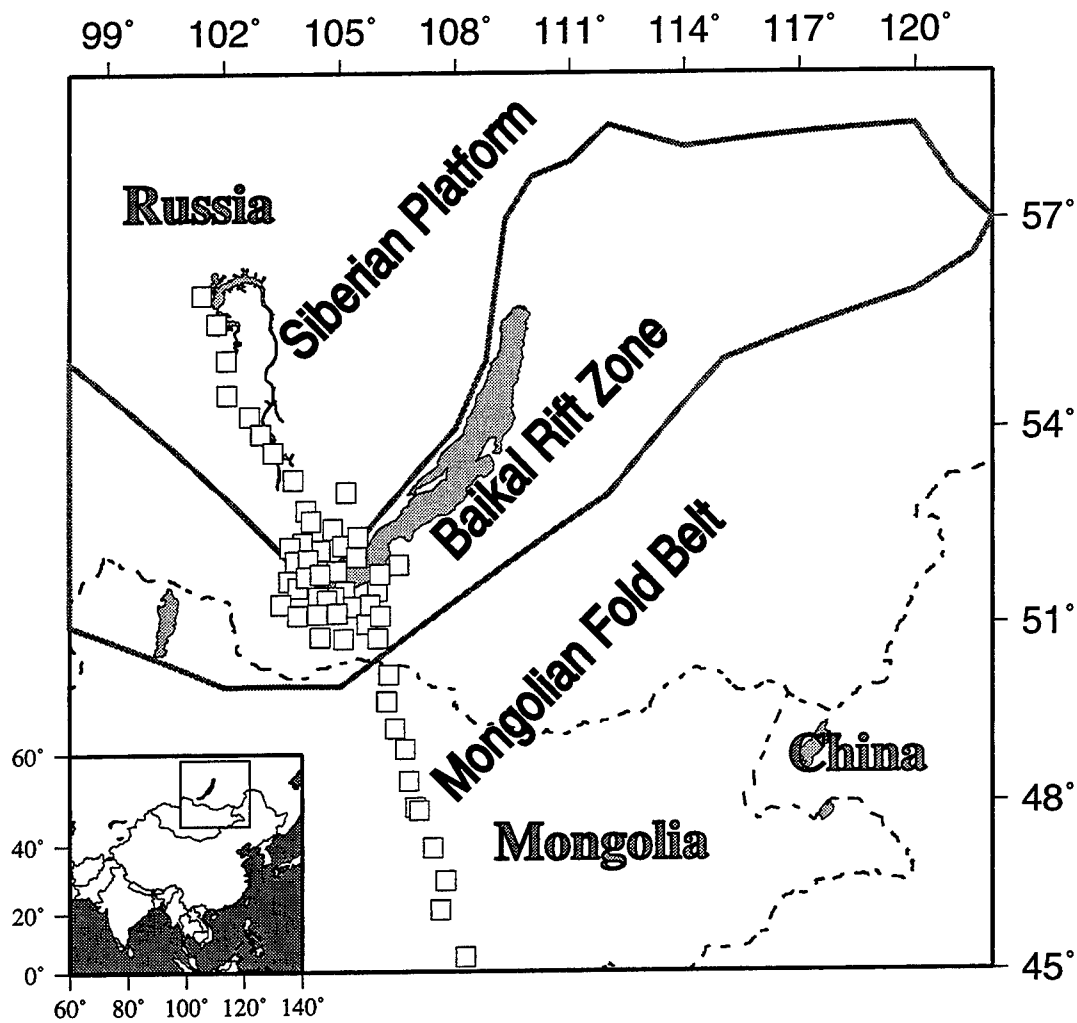 99° 102° 105° 108° 111° 114° 117° 120°
Russia
Siberian Platform
57°
Baikal Rift Zone
54°
Mongolian Fold Belt
51°
China
48°
Mongolia
45°
60°
40°
20°
0°
60° 80° 100° 120° 140°